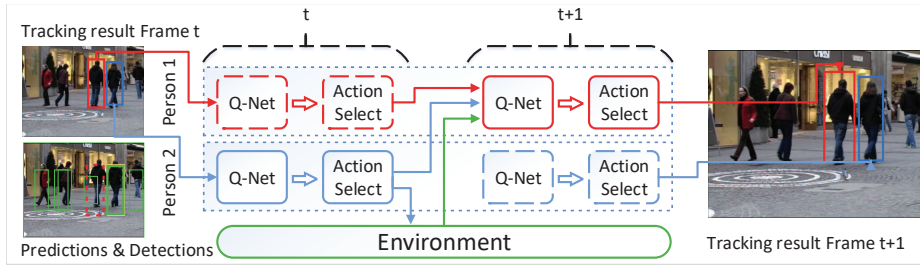 Tracking result Frame t
t
t+1
Person 1
Q-Net
Action
Select
Q-Net
Action
Select
Person 2
Q-Net
Action
Select
Q-Net
Action
Select
Environment
Predictions & Detections
Tracking result Frame t+1